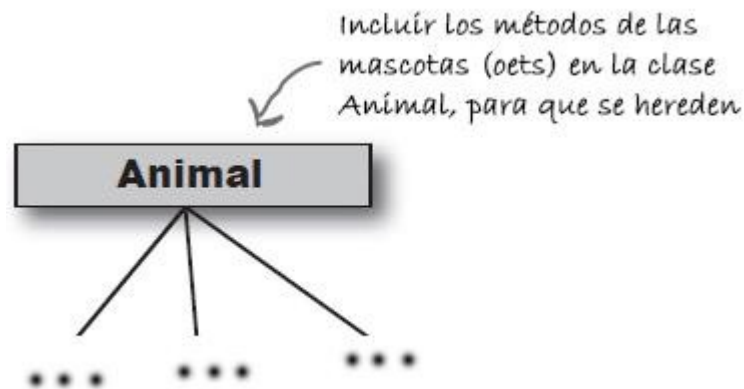 Incluir los métodos de las
mascotas (oets) en la clase
Animal, para que se hereden
Animal